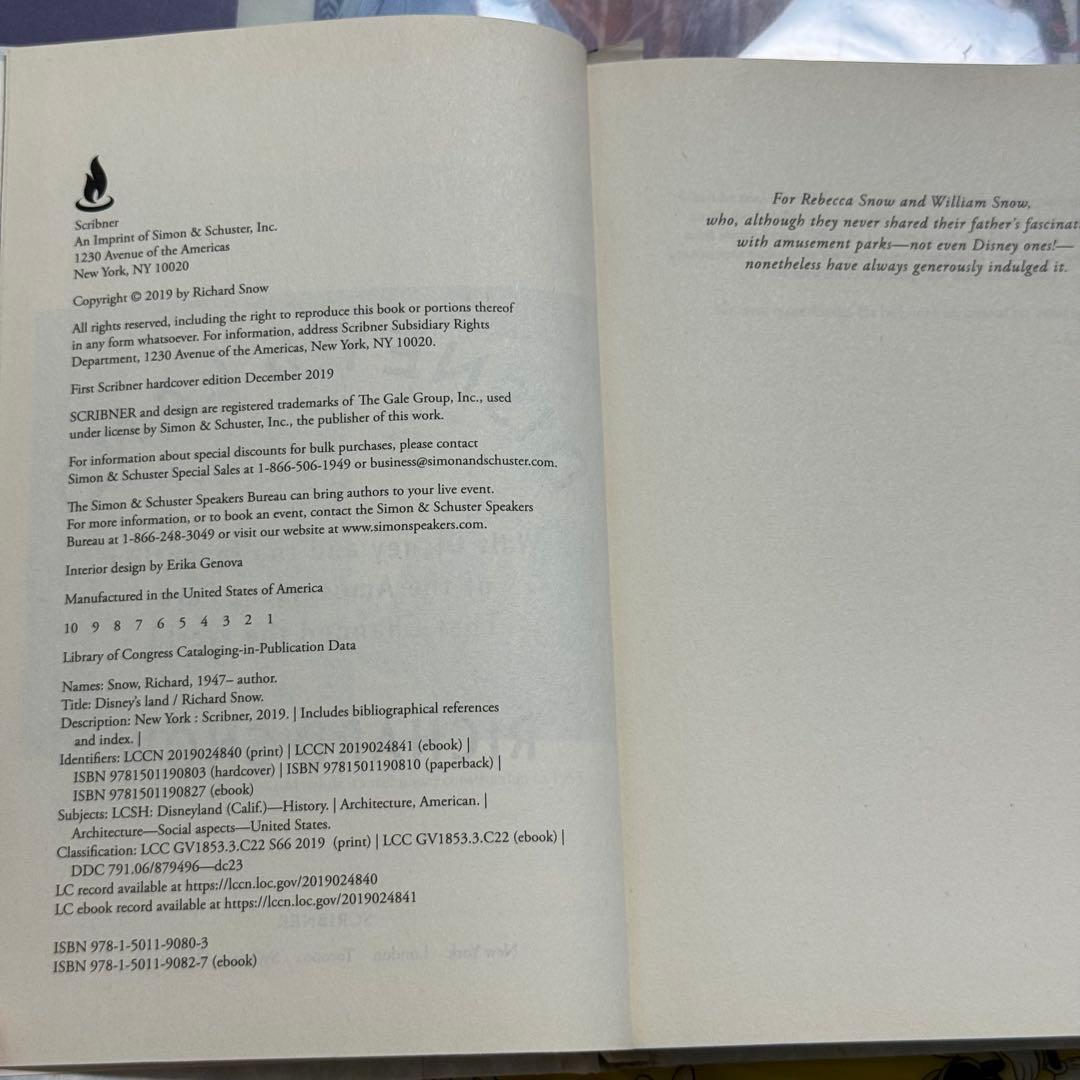 Scribner
An Imprint of Simon & Schuster, Inc.
1230 Avenue of the Americas
New York, NY 10020
Copyright © 2019 by Richard Snow
All rights reserved, including the right to reproduce this book or portions thereof
in any form whatsoever. For information, address Scribner Subsidiary Rights
Department, 1230 Avenue of the Americas, New York, NY 10020.
First Scribner hardcover edition December 2019
SCRIBNER and design are registered trademarks of The Gale Group, Inc., used
under license by Simon & Schuster, Inc., the publisher of this work.
For information about special discounts for bulk purchases, please contact
Simon & Schuster Special Sales at 1-866-506-1949 or business@simonandschuster.com.
The Simon & Schuster Speakers Bureau can bring authors to your live event.
For more information, or to book an event, contact the Simon & Schuster Speakers
Bureau at 1-866-248-3049 or visit our website at www.simonspeakers.com.
Interior design by Erika Genova
Manufactured in the United States of America
10 9 8 7 6 5 4 3 2 1
Library of Congress Cataloging-in-Publication Data
Names: Snow, Richard, 1947– author.
Title: Disney's land / Richard Snow.
Description: New York : Scribner, 2019. | Includes bibliographical references
and index. |
Identifiers: LCCN 2019024840 (print) | LCCN 2019024841 (ebook) |
ISBN 9781501190803 (hardcover) | ISBN 9781501190810 (paperback) |
ISBN 9781501190827 (ebook)
Subjects: LCSH: Disneyland (Calif.)—History. | Architecture, American. |
Architecture—Social aspects—United States.
Classification: LCC GV1853.3.C22 S66 2019 (print) | LCC GV1853.3.C22 (ebook) |
DDC 791.06/879496—dc23
LC record available at https://lccn.loc.gov/2019024840
LC ebook record available at https://lccn.loc.gov/2019024841
ISBN 978-1-5011-9080-3
ISBN 978-1-5011-9082-7 (ebook)
For Rebecca Snow and William Snow,
who, although they never shared their father's fascinat
with amusement parks—not even Disney ones!—
nonetheless have always generously indulged it.